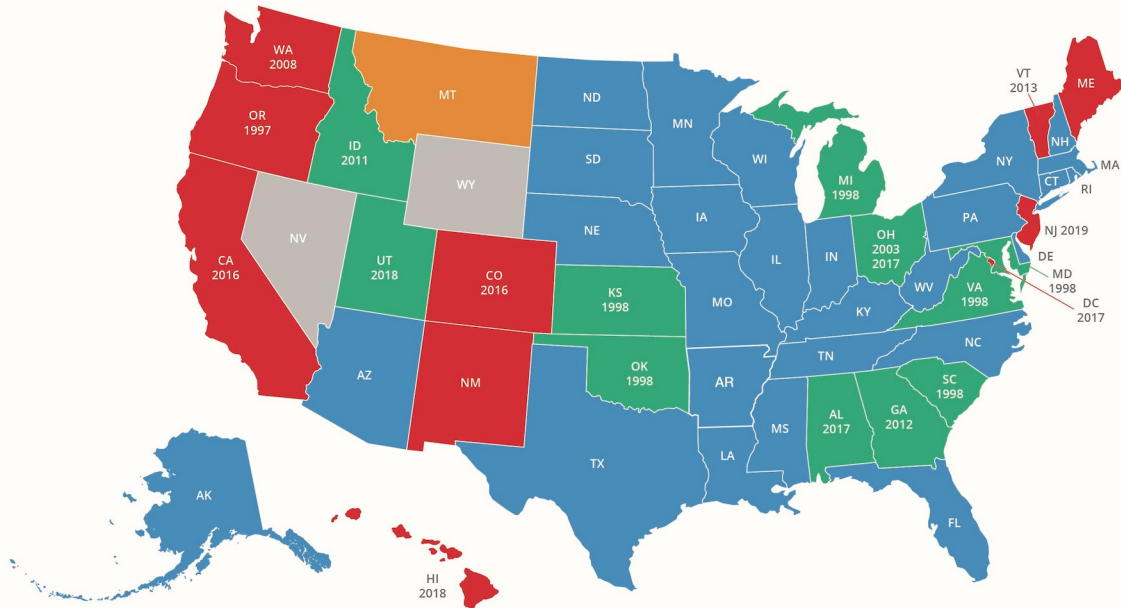 WA
2008
OR
1997
CA
2016
NV
ID
2011
MT
WY
UT
2018
CO
2016
AZ
NM
ND
SD
NE
KS
1998
OK
1998
TX
MN
IA
MO
AR
LA
WI
IL
MI
1998
IN
OH
2003
2017
KY
TN
MS
AL
2017
GA
2012
FL
SC
1998
NC
VA
1998
WV
PA
NY
VT
2013
NH
ME
MA
RI
CT
NJ 2019
DE
MD
1998
DC
2017
AK
HI
2018